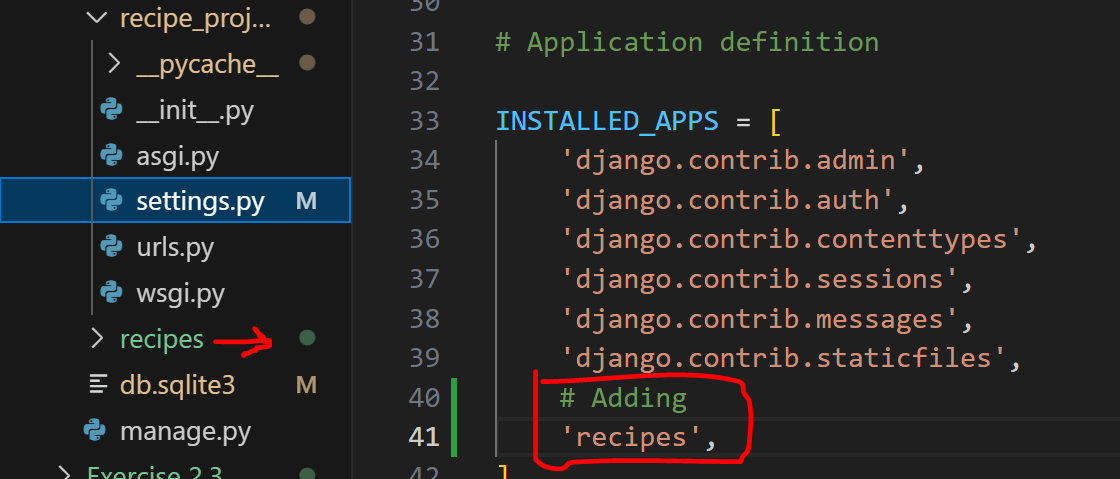 recipe_proj...
__pycache__
__init__.py
asgi.py
settings.py M
urls.py
wsgi.py
recipes
db.sqlite3 M
manage.py
Exercise 2.3
30
31 # Application definition
32
33 INSTALLED_APPS = [
34 'django.contrib.admin',
35 'django.contrib.auth',
36 'django.contrib.contenttypes',
37 'django.contrib.sessions',
38 'django.contrib.messages',
39 'django.contrib.staticfiles',
40 # Adding
41 'recipes',
42 ]